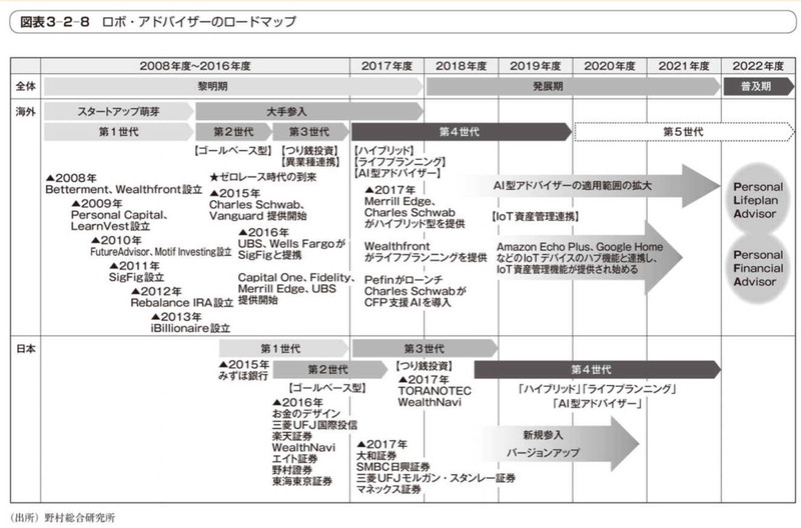 図表3-2-8 ロボ・アドバイザーのロードマップ
2008年度～2016年度
2017年度
2018年度
2019年度
2020年度
2021年度
2022年度
全体
黎明期
発展期
普及期
海外
スタートアップ萌芽
大手参入
第1世代
第2世代
第3世代
第4世代
第5世代
【ゴールベース型】
【つり銭投資】
【異業種連携】
【ハイブリッド】
【ライフプランニング】
【AI型アドバイザー】
▲2008年
Betterment、Wealthfront設立
▲2009年
Personal Capital、
LearnVest設立
▲2010年
FutureAdvisor、Motif Investing設立
▲2011年
SigFig設立
▲2012年
Rebalance IRA設立
▲2013年
iBillionaire設立
★ゼロレース時代の到来
▲2015年
Charles Schwab、
Vanguard 提供開始
▲2016年
UBS、Wells Fargoが
SigFigと提携
Capital One、Fidelity、
Merrill Edge、UBS
提供開始
▲2017年
Merrill Edge、
Charles Schwab
がハイブリッド型を提供
Wealthfront
がライフプランニングを提供
Pefinがローンチ
Charles Schwabが
CFP支援AIを導入
AI型アドバイザーの適用範囲の拡大
【IoT資産管理連携】
Amazon Echo Plus、Google Home
などのIoTデバイスのハブ機能と連携し、
IoT資産管理機能が提供され始める
Personal
Lifeplan
Advisor
Personal
Financial
Advisor
日本
第1世代
第3世代
▲2015年
みずほ銀行
第2世代
【つり銭投資】
第4世代
【ゴールベース型】
▲2016年
お金のデザイン
三菱UFJ国際投信
楽天証券
WealthNavi
エイト証券
野村證券
東海東京証券
▲2017年
TORANOTEC
WealthNavi
▲2017年
大和証券
SMBC日興証券
三菱UFJモルガン・スタンレー証券
マネックス証券
「ハイブリッド」「ライフプランニング」
「AI型アドバイザー」
新規参入
バージョンアップ
（出所）野村総合研究所